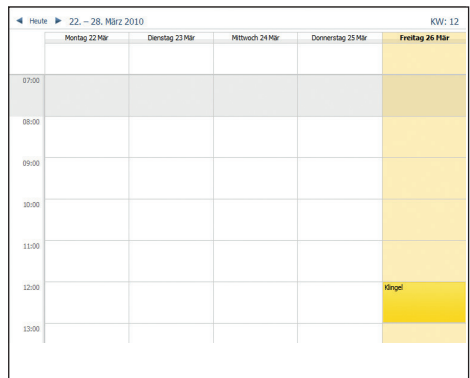 Heute 22. – 28. März 2010 KW: 12
Montag 22 Mär Dienstag 23 Mär Mittwoch 24 Mär Donnerstag 25 Mär Freitag 26 Mär
07:00
08:00
09:00
10:00
11:00
12:00 Klingel
13:00